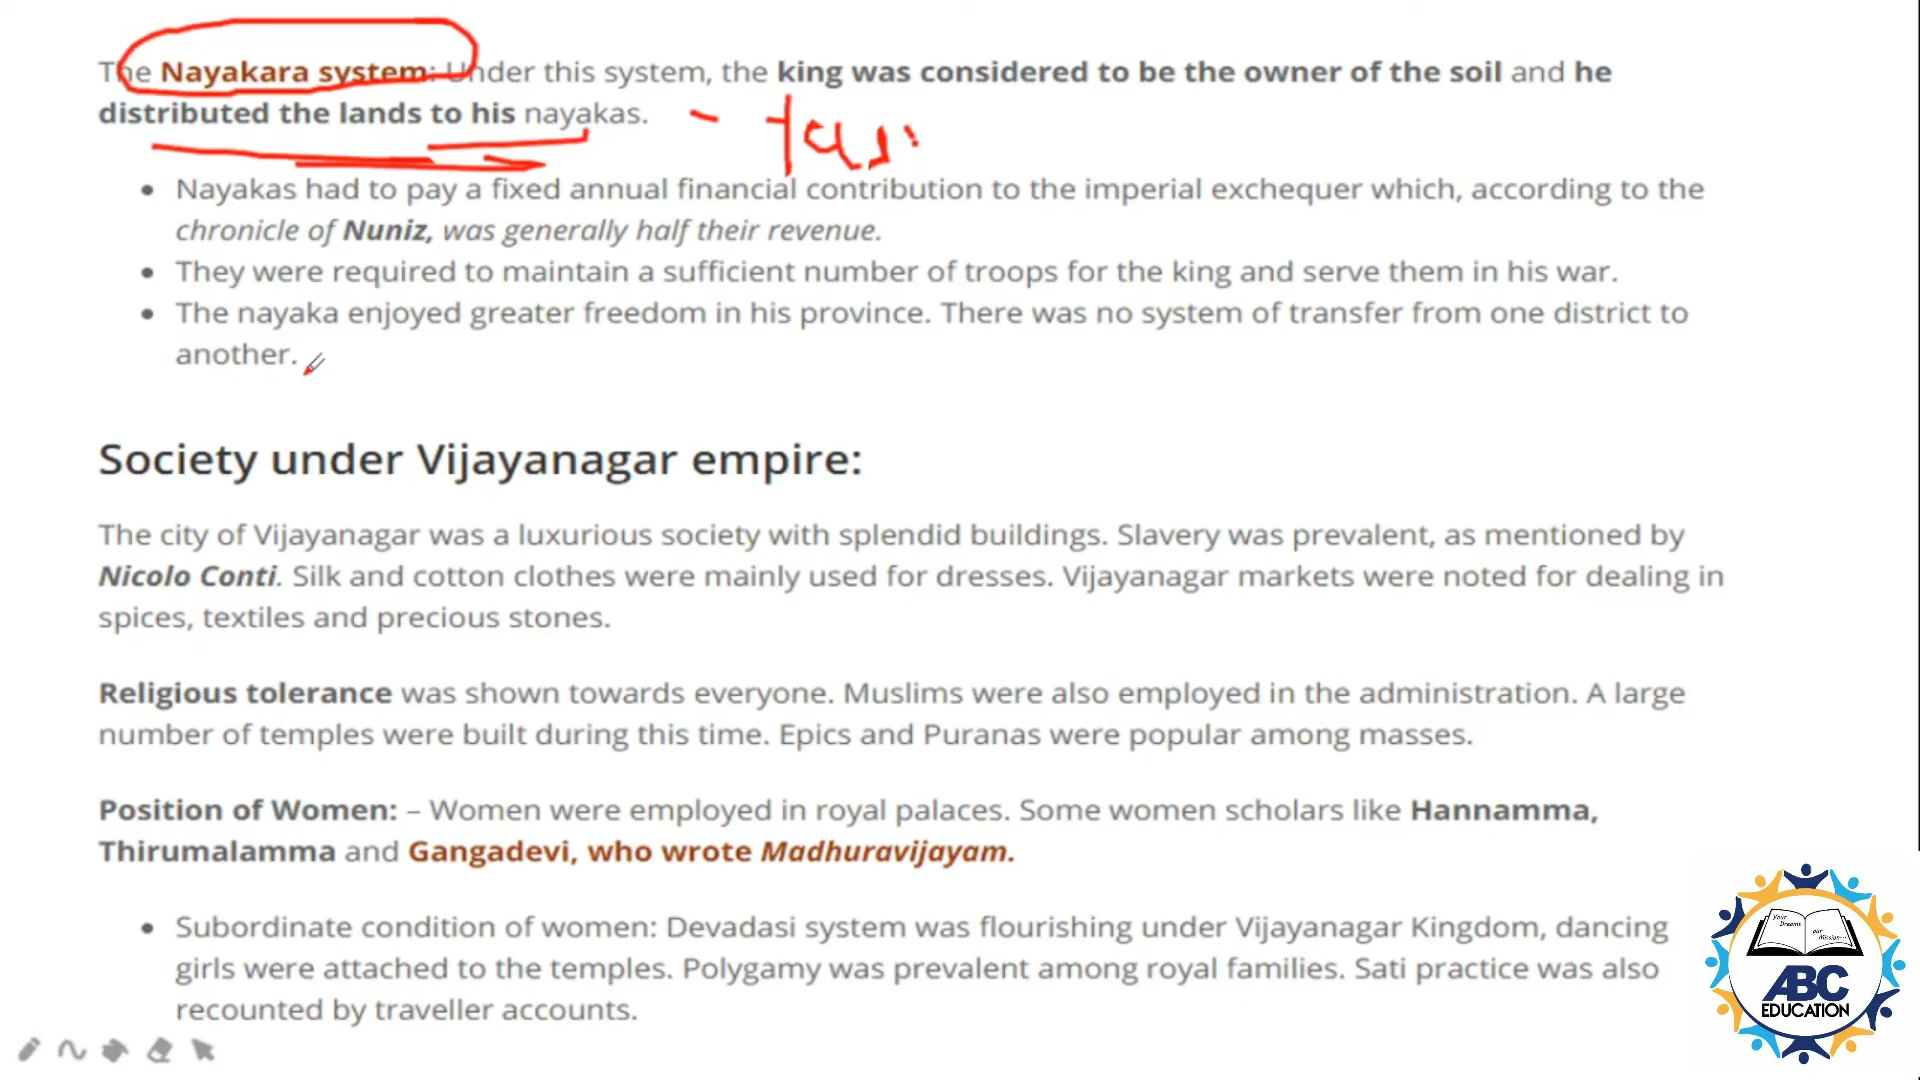 The Nayakara system: Under this system, the king was considered to be the owner of the soil and he
distributed the lands to his nayakas.
• Nayakas had to pay a fixed annual financial contribution to the imperial exchequer which, according to the
chronicle of Nuniz, was generally half their revenue.
• They were required to maintain a sufficient number of troops for the king and serve them in his war.
• The nayaka enjoyed greater freedom in his province. There was no system of transfer from one district to
another.
Society under Vijayanagar empire:
The city of Vijayanagar was a luxurious society with splendid buildings. Slavery was prevalent, as mentioned by
Nicolo Conti. Silk and cotton clothes were mainly used for dresses. Vijayanagar markets were noted for dealing in
spices, textiles and precious stones.
Religious tolerance was shown towards everyone. Muslims were also employed in the administration. A large
number of temples were built during this time. Epics and Puranas were popular among masses.
Position of Women: – Women were employed in royal palaces. Some women scholars like Hannamma,
Thirumalamma and Gangadevi, who wrote Madhuravijayam.
• Subordinate condition of women: Devadasi system was flourishing under Vijayanagar Kingdom, dancing
girls were attached to the temples. Polygamy was prevalent among royal families. Sati practice was also
recounted by traveller accounts.
Your
Dreams
our
Mission...
ABC
EDUCATION